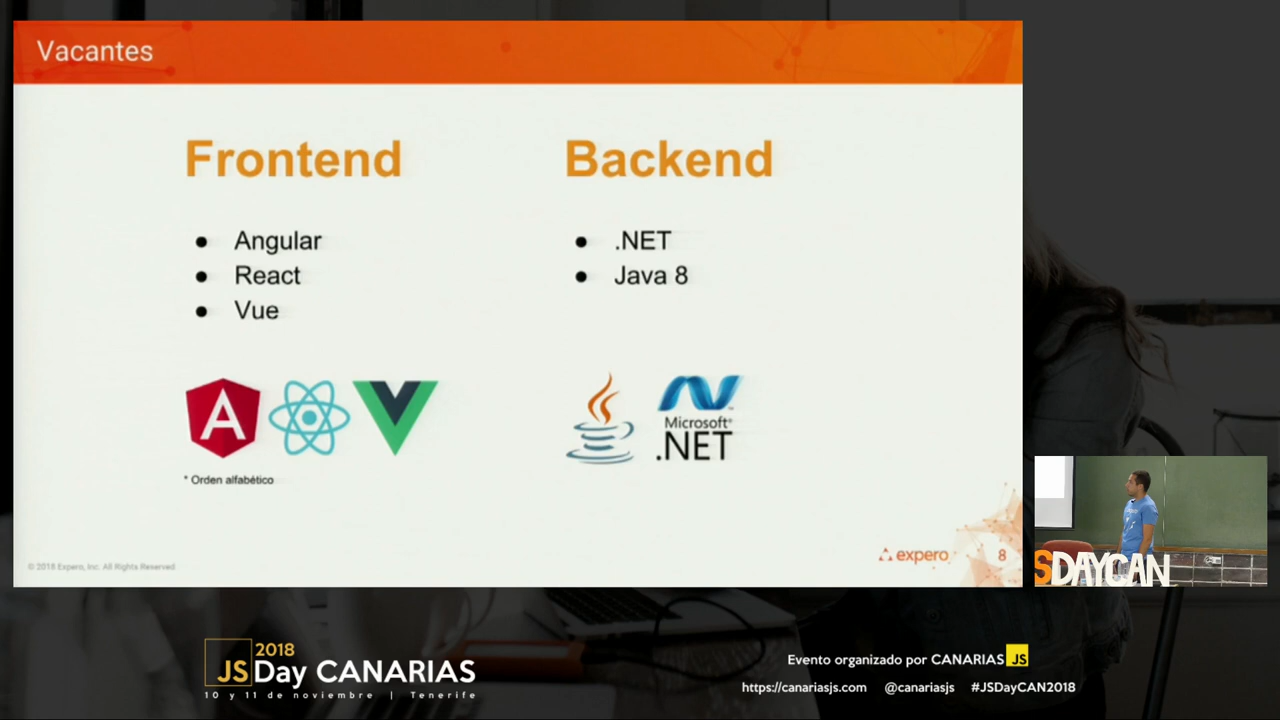 Vacantes
Frontend
Backend
● Angular
● React
● Vue
● .NET
● Java 8
Microsoft®
.NET
* Orden alfabético
© 2018 Expero, Inc. All Rights Reserved
expero
8
SDAYCAN
2018
JS Day CANARIAS
10 y 11 de noviembre | Tenerife
Evento organizado por CANARIAS JS
https://canariasjs.com @canariasjs #JSDayCAN2018